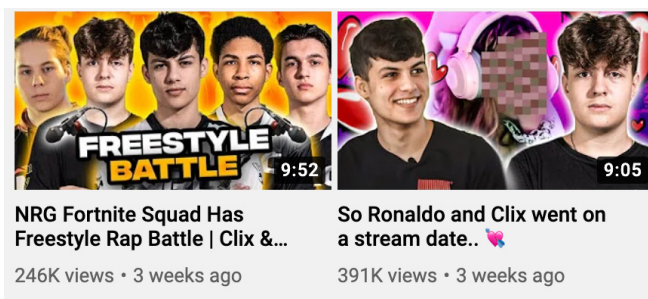 FREESTYLE
BATTLE
9:52
9:05
NRG Fortnite Squad Has
Freestyle Rap Battle | Clix &...
246K views • 3 weeks ago
So Ronaldo and Clix went on
a stream date.. 💘
391K views • 3 weeks ago